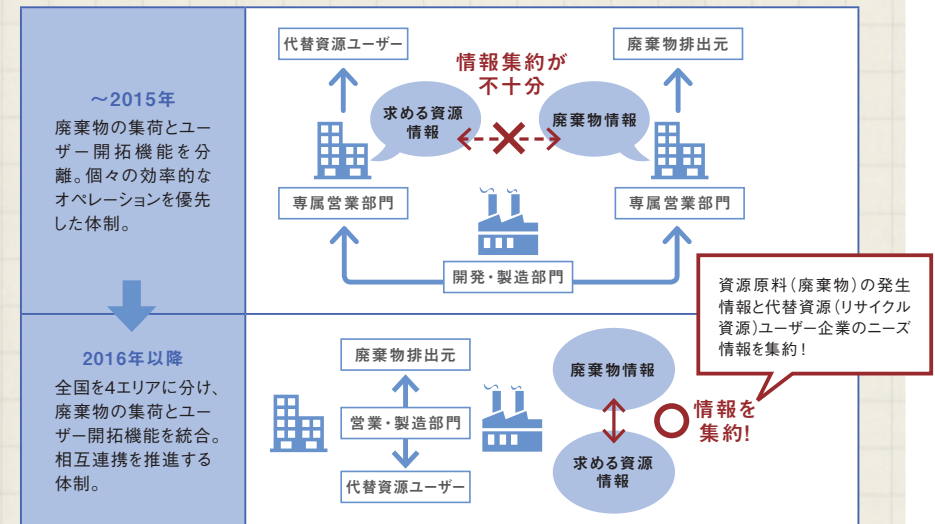 ～2015年
廃棄物の集荷とユー
ザー開拓機能を分
離。個々の効率的な
オペレーションを優先
した体制。
代替資源ユーザー
情報集約が
不十分
廃棄物排出元
求める資源
情報
廃棄物情報
専属営業部門
専属営業部門
開発・製造部門
資源原料（廃棄物）の発生
情報と代替資源（リサイクル
資源）ユーザー企業のニーズ
情報を集約！
2016年以降
全国を4エリアに分け、
廃棄物の集荷とユー
ザー開拓機能を統合。
相互連携を推進する
体制。
廃棄物排出元
営業・製造部門
代替資源ユーザー
廃棄物情報
情報を
集約!
求める資源
情報